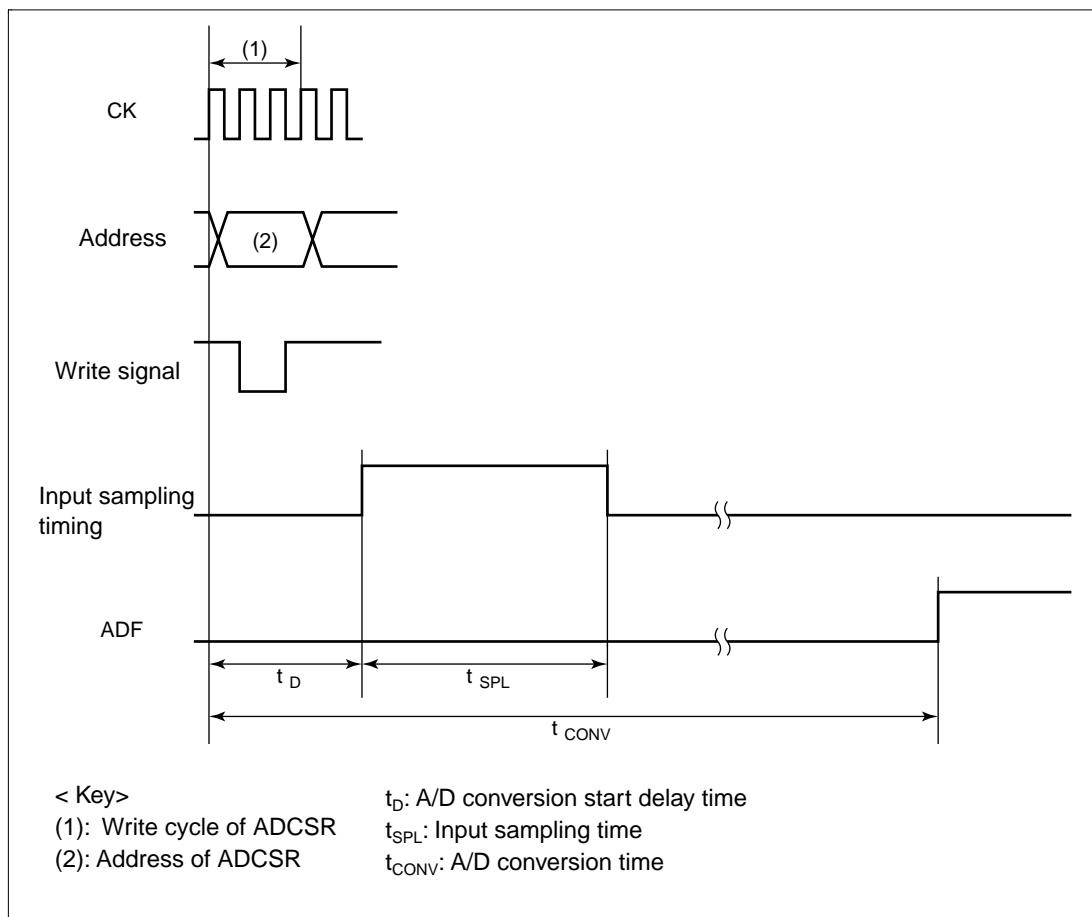 (1)
CK
Address
(2)
Write signal
Input sampling
timing
ADF
t D
t SPL
t CONV
< Key>
(1): Write cycle of ADCSR
(2): Address of ADCSR
tD: A/D conversion start delay time
tSPL: Input sampling time
tCONV: A/D conversion time